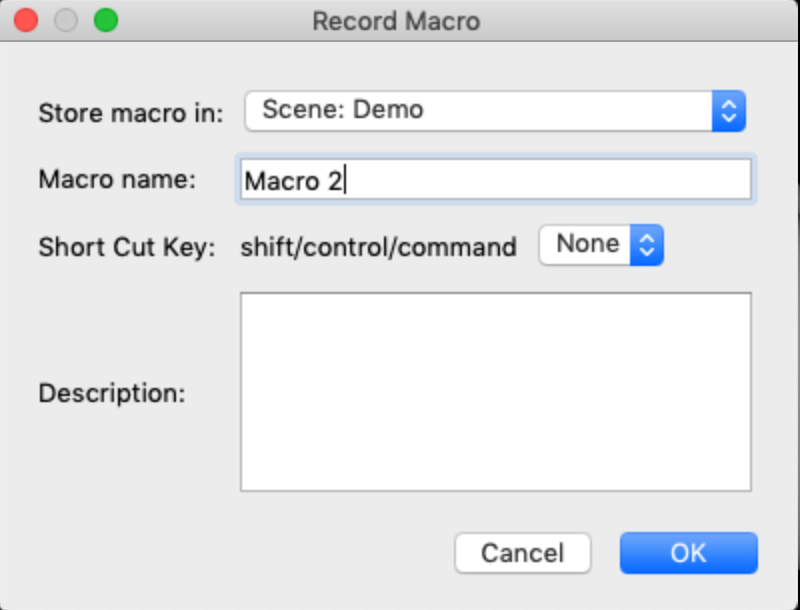 Record Macro
Store macro in: Scene: Demo
Macro name: Macro 2
Short Cut Key: shift/control/command None
Description:
Cancel OK